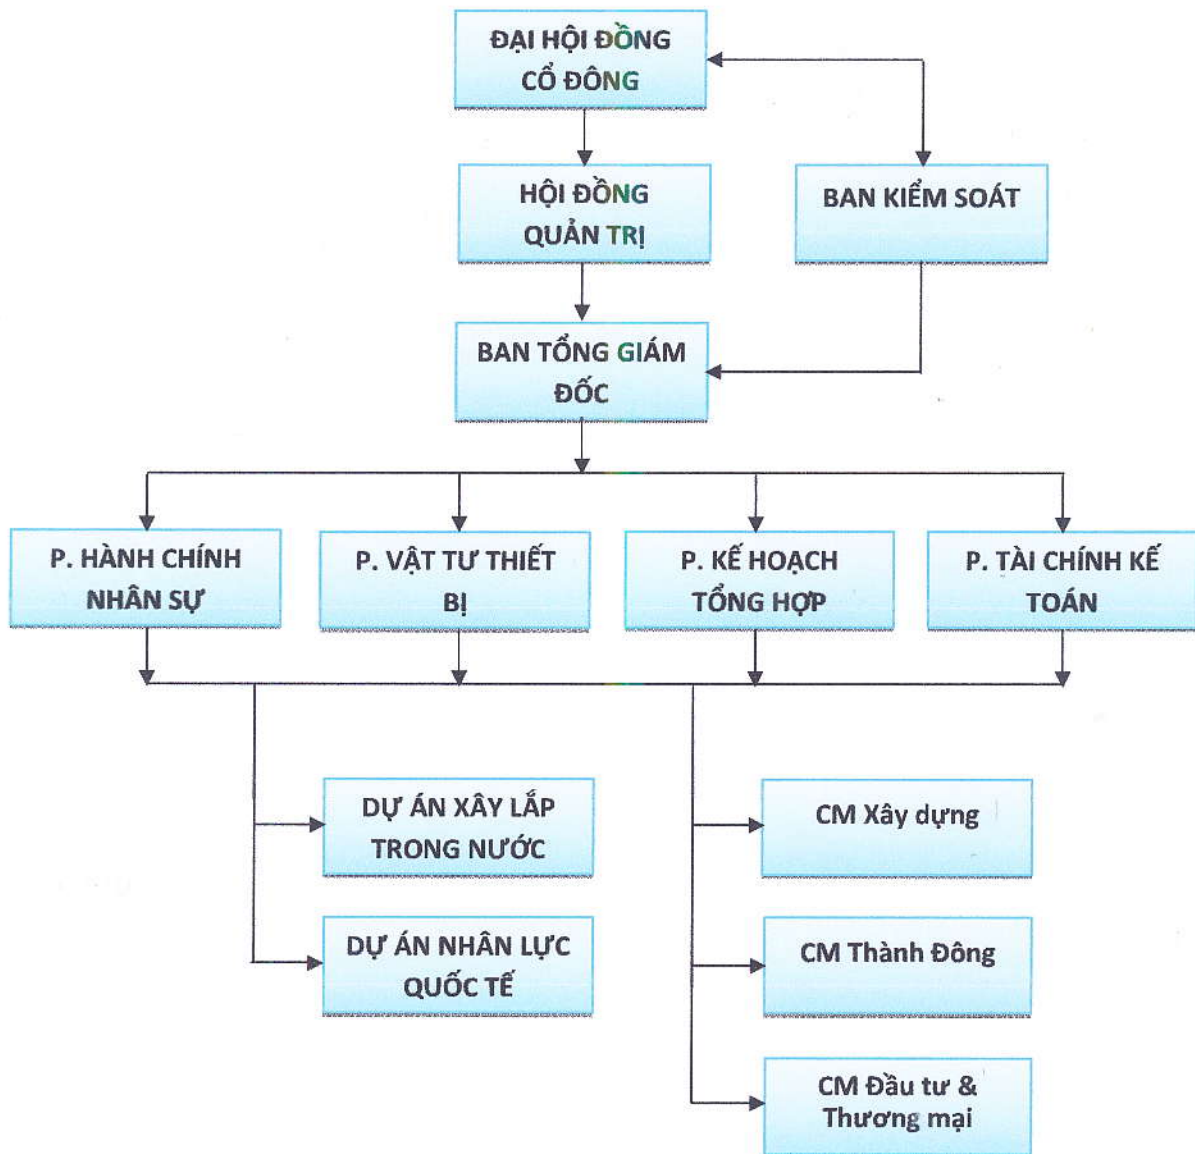 ĐẠI HỘI ĐỒNG
CỔ ĐÔNG
HỘI ĐỒNG
QUẢN TRỊ
BAN KIỂM SOÁT
BAN TỔNG GIÁM
ĐỐC
P. HÀNH CHÍNH
NHÂN SỰ
P. VẬT TƯ THIẾT
BỊ
P. KẾ HOẠCH
TỔNG HỢP
P. TÀI CHÍNH KẾ
TOÁN
DỰ ÁN XÂY LẮP
TRONG NƯỚC
CM Xây dựng
DỰ ÁN NHÂN LỰC
QUỐC TẾ
CM Thành Đông
CM Đầu tư &
Thương mại